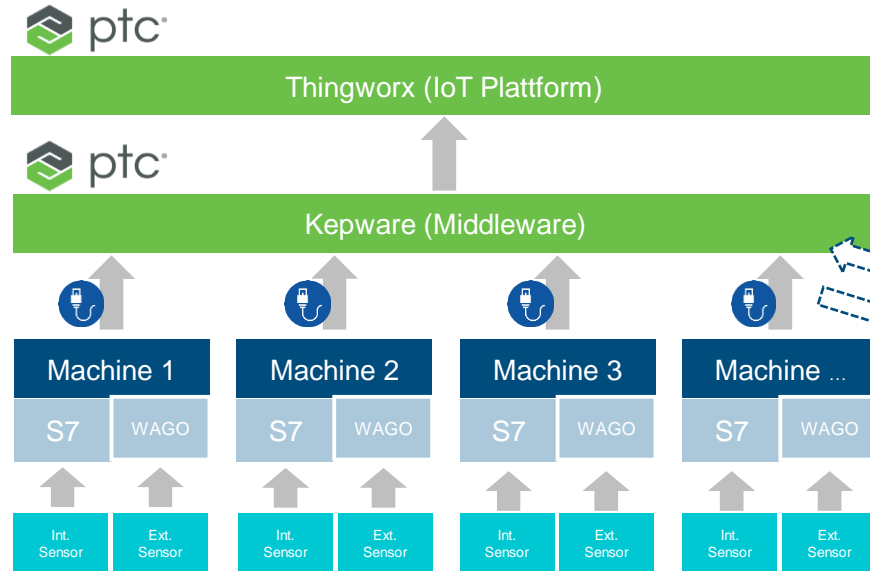 ptc
Thingworx (IoT Plattform)
ptc
Kepware (Middleware)
Machine 1
Machine 2
Machine 3
Machine ...
S7
WAGO
S7
WAGO
S7
WAGO
S7
WAGO
Int.
Sensor
Ext.
Sensor
Int.
Sensor
Ext.
Sensor
Int.
Sensor
Ext.
Sensor
Int.
Sensor
Ext.
Sensor